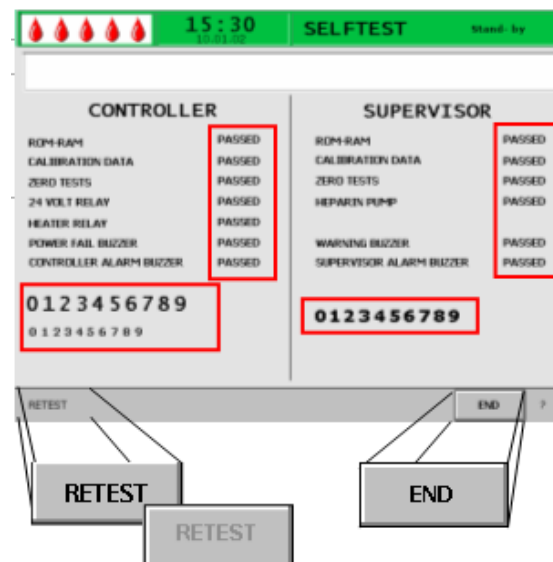 15:30
10.01.02
SELFTEST
Stand- by
CONTROLLER
ROM-RAM PASSED
CALIBRATION DATA PASSED
ZERO TESTS PASSED
24 VOLT RELAY PASSED
HEATER RELAY PASSED
POWER FAIL BUZZER PASSED
CONTROLLER ALARM BUZZER PASSED
0123456789
0123456789
SUPERVISOR
ROM-RAM PASSED
CALIBRATION DATA PASSED
ZERO TESTS PASSED
HEPARIN PUMP PASSED
WARNING BUZZER PASSED
SUPERVISOR ALARM BUZZER PASSED
0123456789
RETEST
END
?
RETEST
END
RETEST